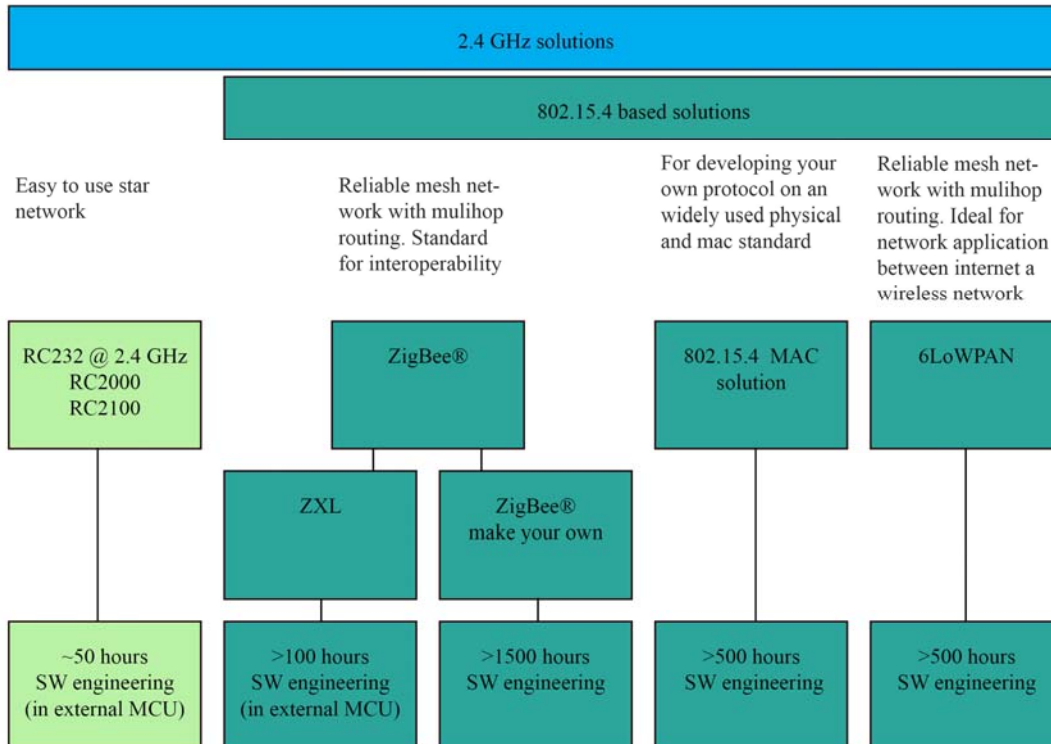 2.4 GHz solutions
802.15.4 based solutions
Easy to use star
network
Reliable mesh net-
work with mulihop
routing. Standard
for interoperability
For developing your
own protocol on an
widely used physical
and mac standard
Reliable mesh net-
work with mulihop
routing. Ideal for
network application
between internet a
wireless network
RC232 @ 2.4 GHz
RC2000
RC2100
ZigBee®
802.15.4 MAC
solution
6LoWPAN
ZXL
ZigBee®
make your own
~50 hours
SW engineering
(in external MCU)
>100 hours
SW engineering
(in external MCU)
>1500 hours
SW engineering
>500 hours
SW engineering
>500 hours
SW engineering